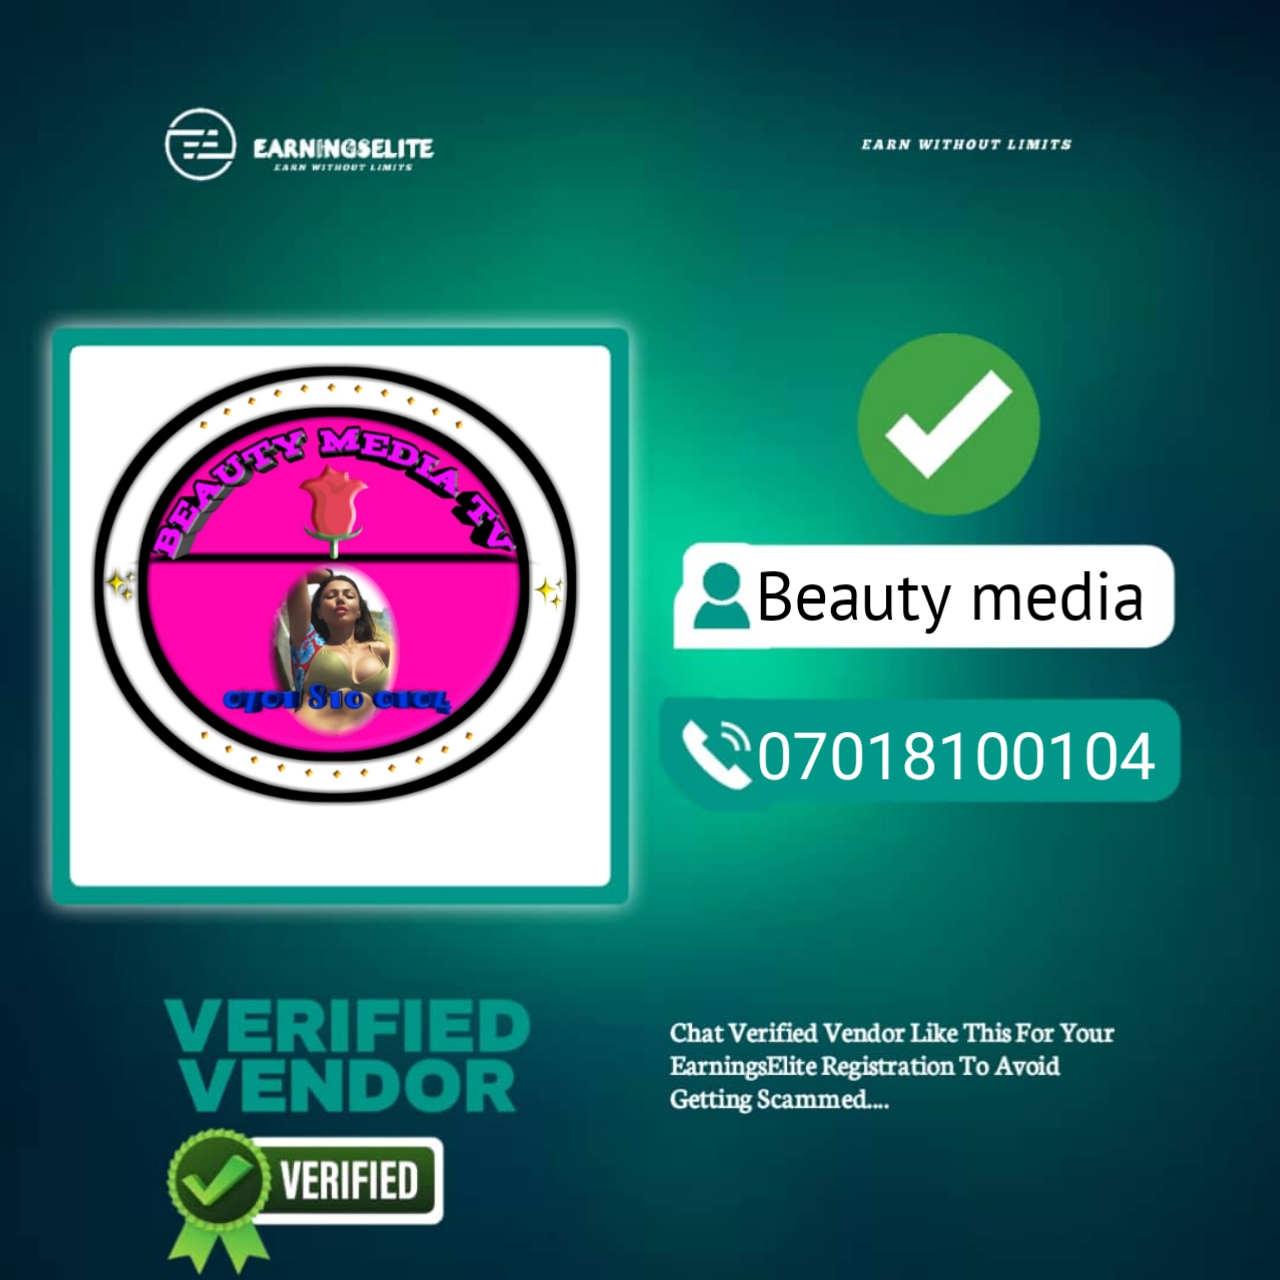 EARNINGSELITE
EARN WITHOUT LIMITS
EARN WITHOUT LIMITS
BEAUTY MEDIA TV
0701 810 0104
Beauty media
07018100104
VERIFIED
VENDOR
VERIFIED
Chat Verified Vendor Like This For Your
EarningsElite Registration To Avoid
Getting Scammed....